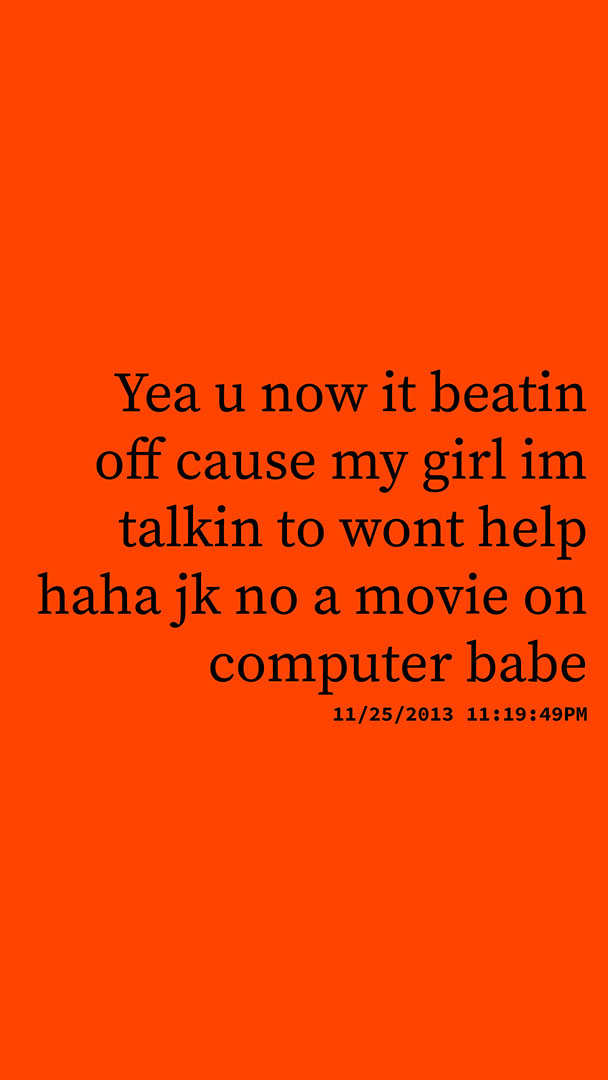 Yea u now it beatin
off cause my girl im
talkin to wont help
haha jk no a movie on
computer babe
11/25/2013 11:19:49PM